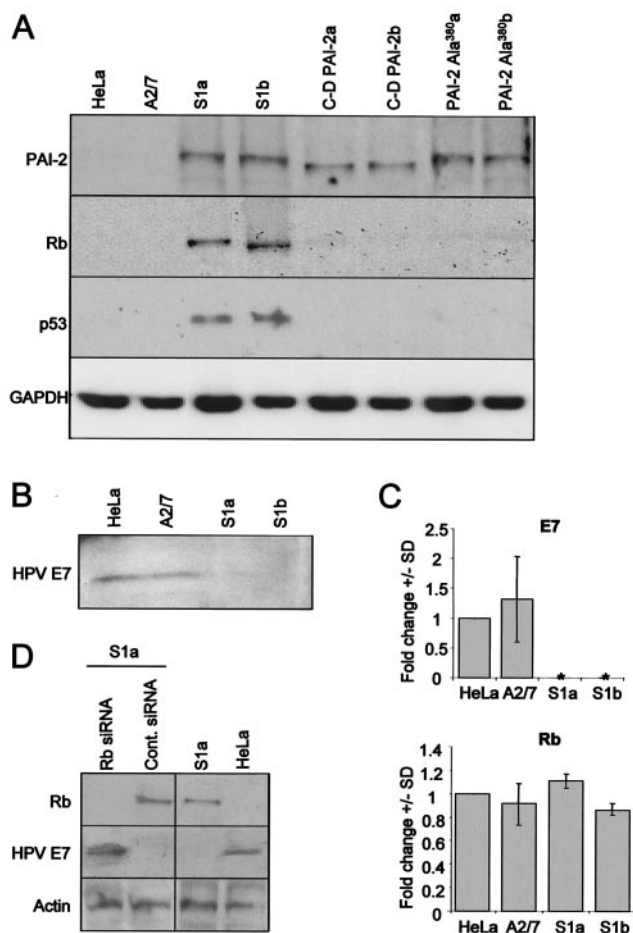 A
HeLa
A2/7
S1a
S1b
C-D PAI-2a
C-D PAI-2b
PAI-2 Ala³⁸⁰a
PAI-2 Ala³⁸⁰b
PAI-2
Rb
p53
GAPDH
B
HeLa
A2/7
S1a
S1b
HPV E7
C
E7
Fold change +/- SD
2.5
2
1.5
1
0.5
0
* *
HeLa A2/7 S1a S1b
Rb
Fold change +/- SD
1.4
1.2
1
0.8
0.6
0.4
0.2
0
HeLa A2/7 S1a S1b
D
S1a
Rb siRNA
Cont. siRNA
S1a
HeLa
Rb
HPV E7
Actin